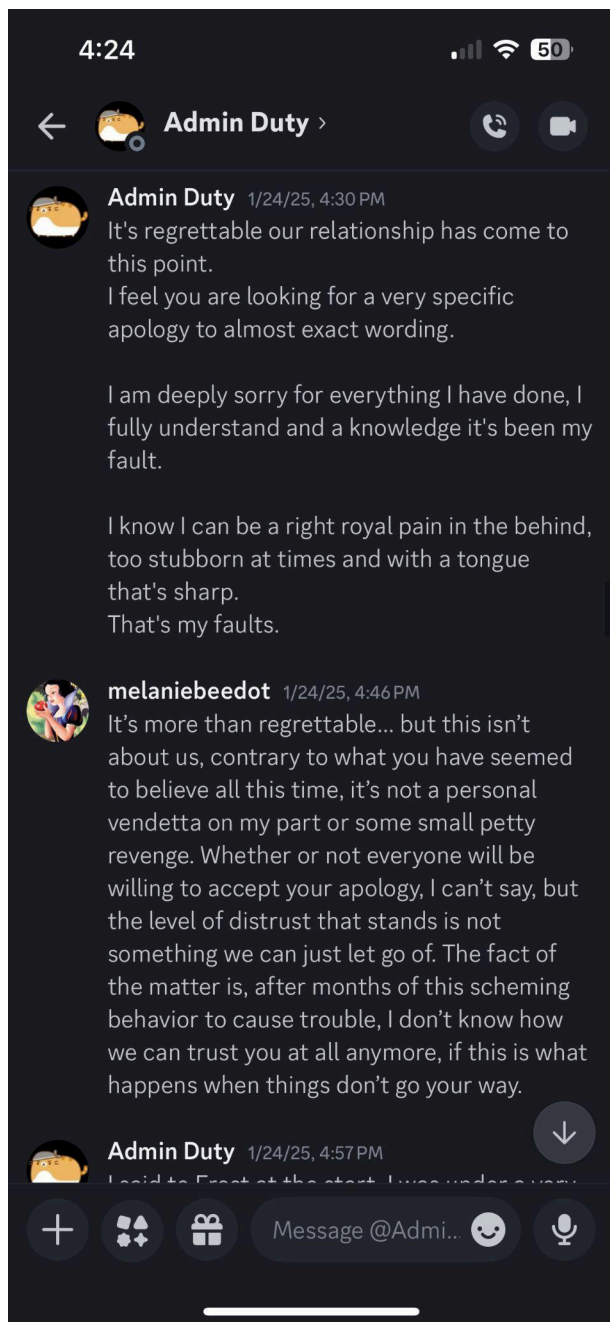 4:24
50
Admin Duty >
Admin Duty 1/24/25, 4:30 PM
It's regrettable our relationship has come to
this point.
I feel you are looking for a very specific
apology to almost exact wording.
I am deeply sorry for everything I have done, I
fully understand and a knowledge it's been my
fault.
I know I can be a right royal pain in the behind,
too stubborn at times and with a tongue
that's sharp.
That's my faults.
melaniebeedot 1/24/25, 4:46 PM
It's more than regrettable... but this isn't
about us, contrary to what you have seemed
to believe all this time, it's not a personal
vendetta on my part or some small petty
revenge. Whether or not everyone will be
willing to accept your apology, I can't say, but
the level of distrust that stands is not
something we can just let go of. The fact of
the matter is, after months of this scheming
behavior to cause trouble, I don't know how
we can trust you at all anymore, if this is what
happens when things don't go your way.
Admin Duty 1/24/25, 4:57 PM
I said to Frost at the start, I was under a very
Message @Admi...